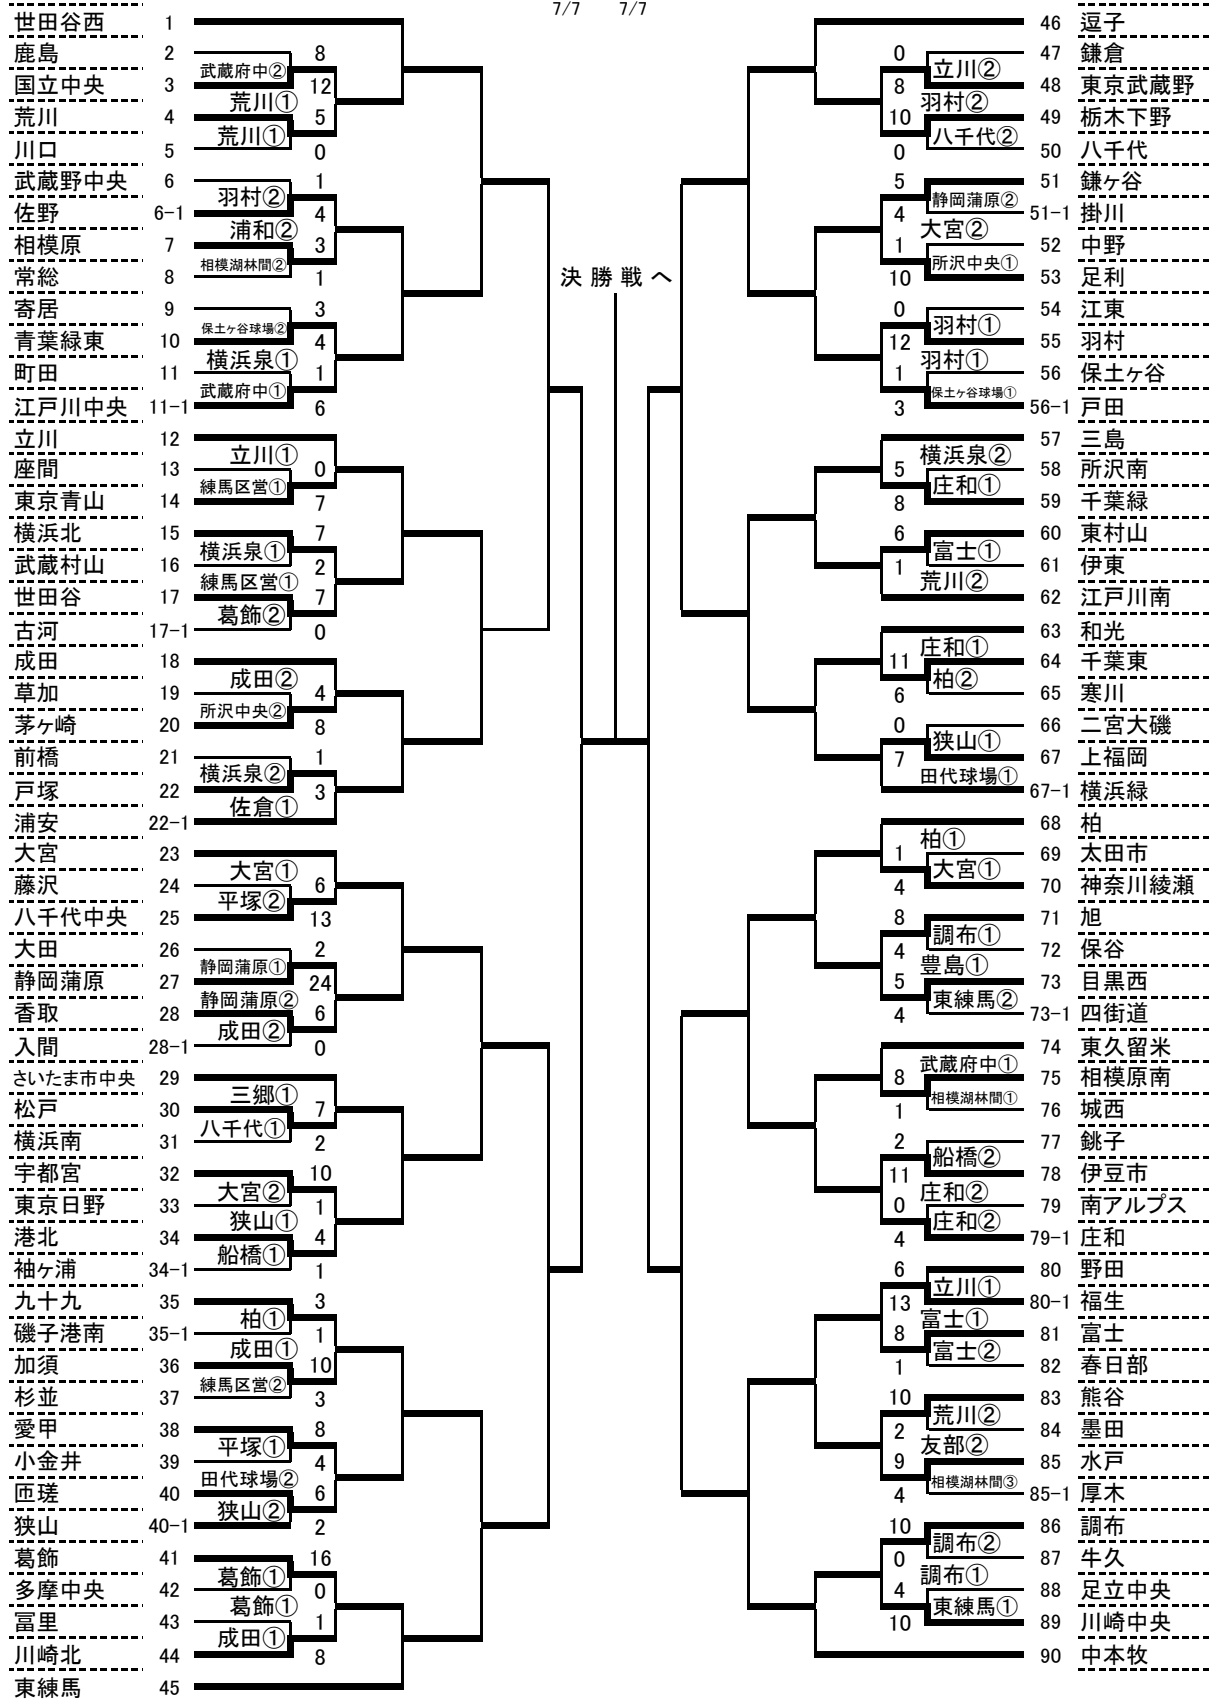 7/7 7/7
世田谷西 1
鹿島 2 8
武蔵府中②
国立中央 3 12
荒川①
荒川 4 5
荒川①
川口 5 0
武蔵野中央 6 1
羽村②
佐野 6-1 4
浦和②
相模原 7 3
相模湖林間②
常総 8 1
寄居 9 3
保土ヶ谷球場②
青葉緑東 10 4
横浜泉①
町田 11 1
武蔵府中①
江戸川中央 11-1 6
立川 12
立川①
座間 13 0
練馬区営①
東京青山 14 7
横浜北 15 7
横浜泉①
武蔵村山 16 2
練馬区営①
世田谷 17 7
葛飾②
古河 17-1 0
成田 18
成田②
草加 19 4
所沢中央②
茅ヶ崎 20 8
前橋 21 1
横浜泉②
戸塚 22 3
佐倉①
浦安 22-1
大宮 23
大宮①
藤沢 24 6
平塚②
八千代中央 25 13
大田 26 2
静岡蒲原①
静岡蒲原 27 24
静岡蒲原②
香取 28 6
成田②
入間 28-1 0
さいたま市中央 29
三郷①
松戸 30 7
八千代①
横浜南 31 2
宇都宮 32 10
大宮②
東京日野 33 1
狭山①
港北 34 4
船橋①
袖ヶ浦 34-1 1
九十九 35 3
柏①
磯子港南 35-1 1
成田①
加須 36 10
練馬区営②
杉並 37 3
愛甲 38 8
平塚①
小金井 39 4
田代球場②
匝瑳 40 6
狭山②
狭山 40-1 2
葛飾 41 16
葛飾①
多摩中央 42 0
葛飾①
冨里 43 1
成田①
川崎北 44 8
東練馬 45
決勝戦へ
46 逗子
0 47 鎌倉
立川②
8 48 東京武蔵野
羽村②
10 49 栃木下野
八千代②
0 50 八千代
5 51 鎌ヶ谷
静岡蒲原②
4 51-1 掛川
大宮②
1 52 中野
所沢中央①
10 53 足利
0 54 江東
羽村①
12 55 羽村
羽村①
1 56 保土ヶ谷
保土ヶ谷球場①
3 56-1 戸田
57 三島
横浜泉②
5 58 所沢南
庄和①
8 59 千葉緑
6 60 東村山
富士①
1 61 伊東
荒川②
62 江戸川南
63 和光
庄和①
11 64 千葉東
柏②
6 65 寒川
0 66 二宮大磯
狭山①
7 67 上福岡
田代球場①
67-1 横浜緑
68 柏
柏①
1 69 太田市
大宮①
4 70 神奈川綾瀬
8 71 旭
調布①
4 72 保谷
豊島①
5 73 目黒西
東練馬②
4 73-1 四街道
74 東久留米
武蔵府中①
8 75 相模原南
相模湖林間①
1 76 城西
2 77 銚子
船橋②
11 78 伊豆市
庄和②
0 79 南アルプス
庄和②
4 79-1 庄和
6 80 野田
立川①
13 80-1 福生
富士①
8 81 富士
富士②
1 82 春日部
10 83 熊谷
荒川②
2 84 墨田
友部②
9 85 水戸
相模湖林間③
4 85-1 厚木
10 86 調布
調布②
0 87 牛久
調布①
4 88 足立中央
東練馬①
10 89 川崎中央
90 中本牧